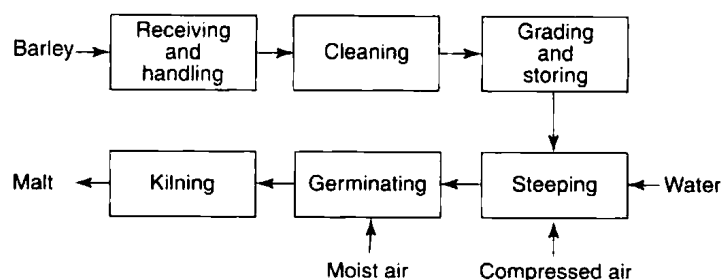 Barley
Receiving
and
handling
Cleaning
Grading
and
storing
Malt
Kilning
Germinating
Steeping
Water
Moist air
Compressed air